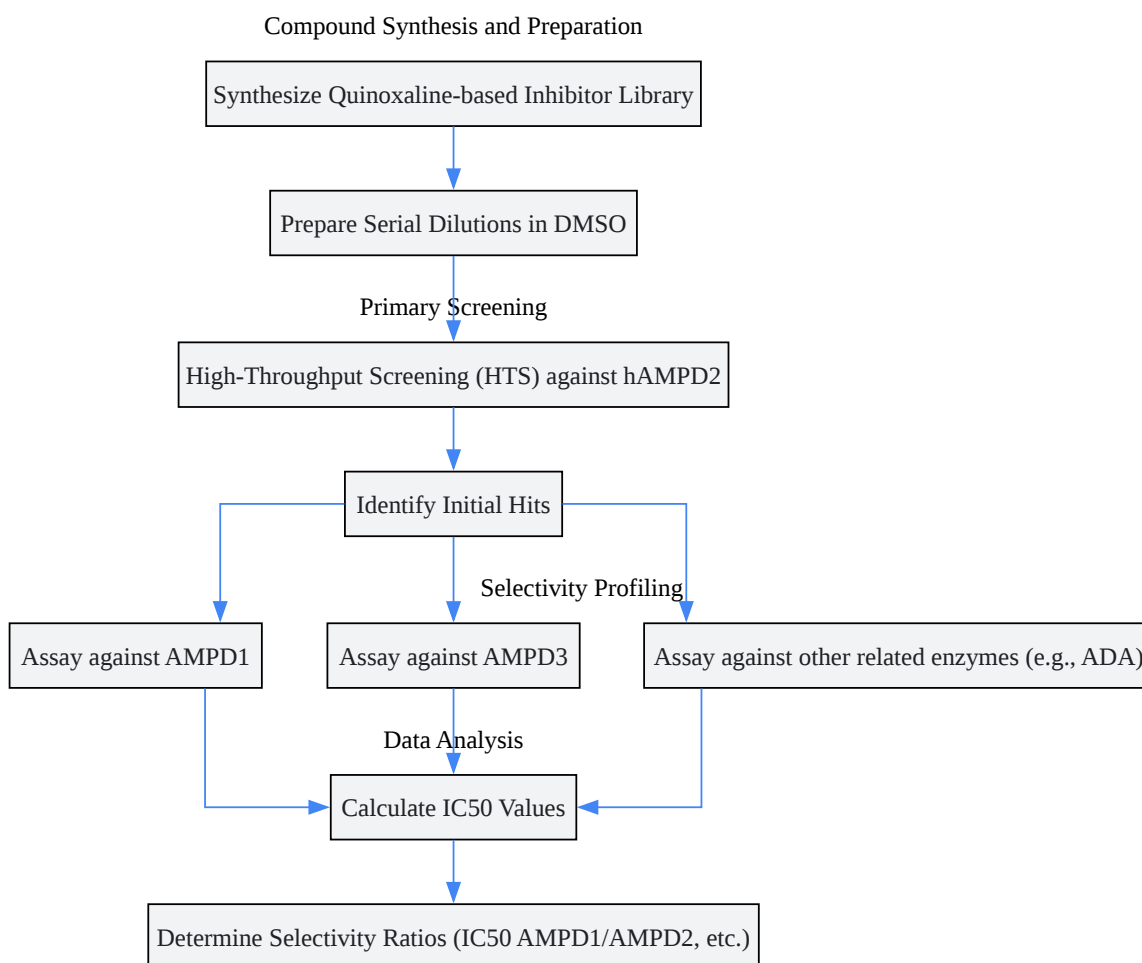 Compound Synthesis and Preparation
Synthesize Quinoxaline-based Inhibitor Library
Prepare Serial Dilutions in DMSO
Primary Screening
High-Throughput Screening (HTS) against hAMPD2
Identify Initial Hits
Selectivity Profiling
Assay against AMPD1
Assay against AMPD3
Assay against other related enzymes (e.g., ADA)
Data Analysis
Calculate IC50 Values
Determine Selectivity Ratios (IC50 AMPD1/AMPD2, etc.)